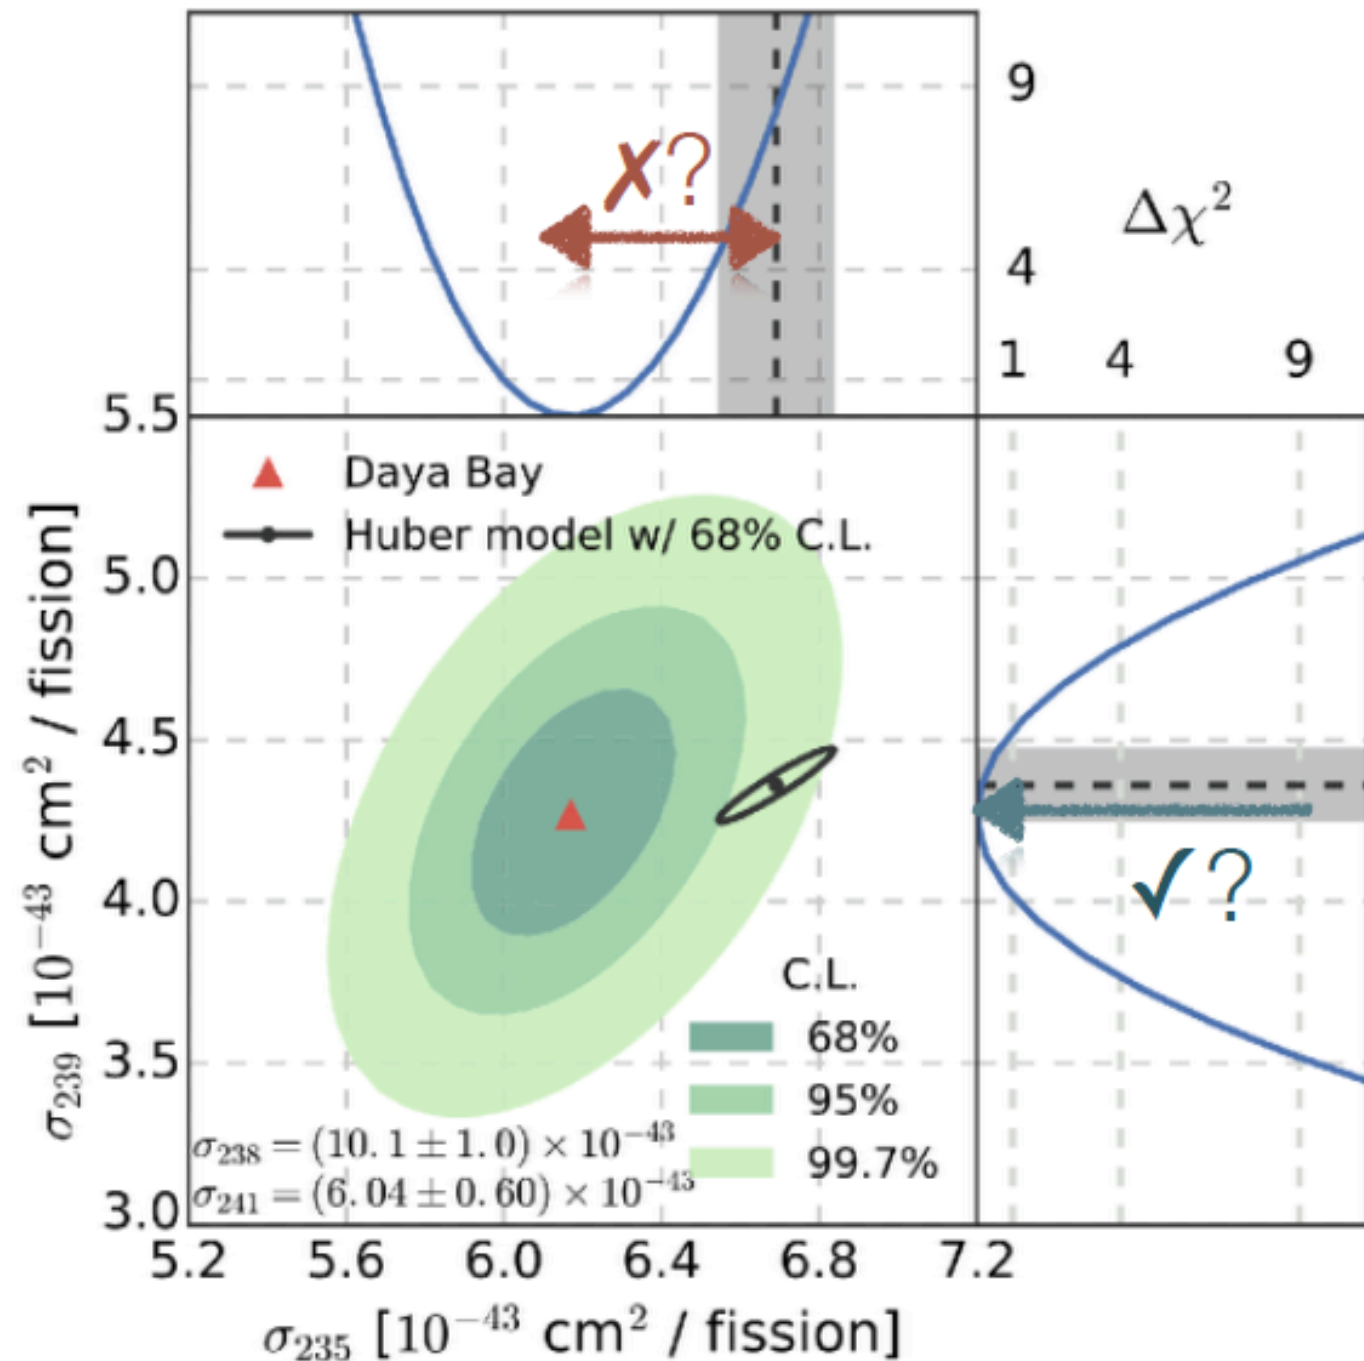 9
✗?
Δχ²
4
1 4 9
5.5
Daya Bay
Huber model w/ 68% C.L.
5.0
4.5
4.0
✓?
3.5
3.0
σ₂₃₉ [10⁻⁴³ cm² / fission]
C.L.
68%
95%
99.7%
σ₂₃₈ = (10.1 ± 1.0) × 10⁻⁴³
σ₂₄₁ = (6.04 ± 0.60) × 10⁻⁴³
5.2 5.6 6.0 6.4 6.8 7.2
σ₂₃₅ [10⁻⁴³ cm² / fission]